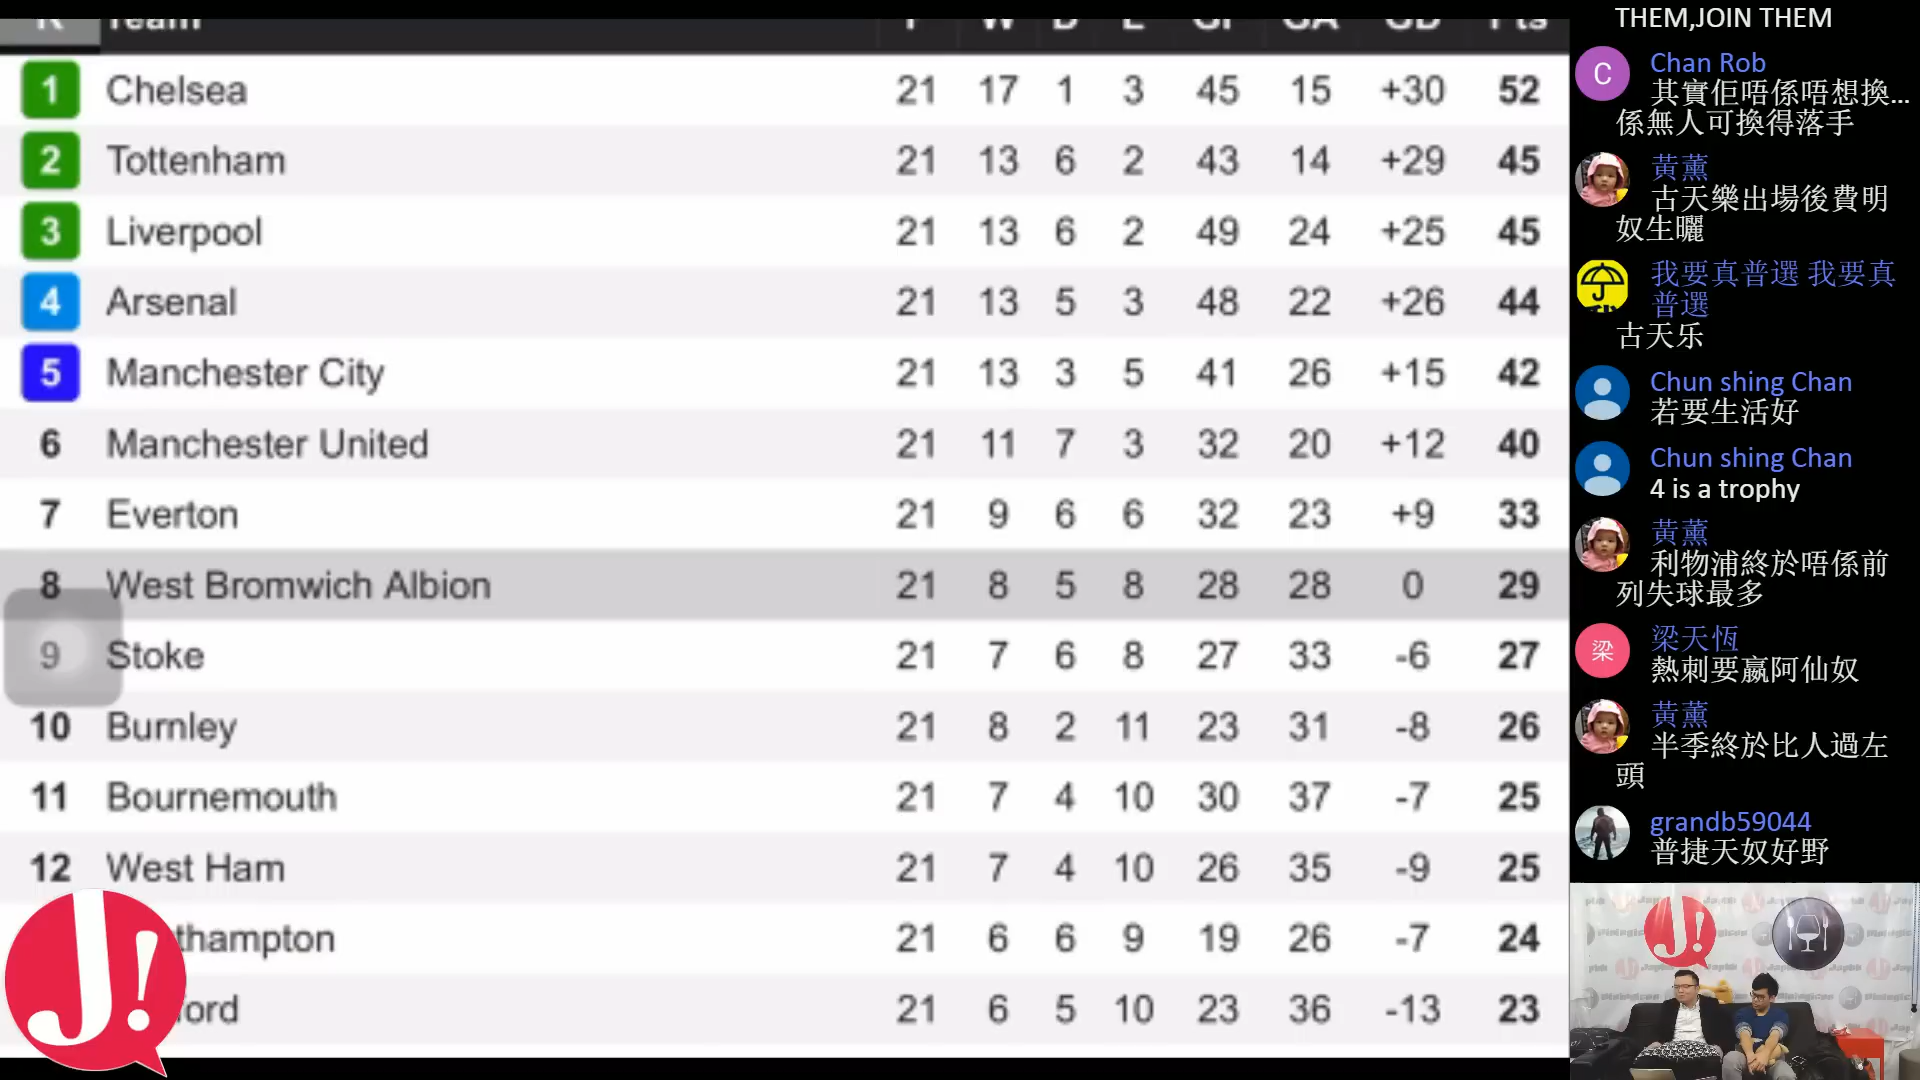 R Team P W D L GF GA GD Pts
1 Chelsea 21 17 1 3 45 15 +30 52
2 Tottenham 21 13 6 2 43 14 +29 45
3 Liverpool 21 13 6 2 49 24 +25 45
4 Arsenal 21 13 5 3 48 22 +26 44
5 Manchester City 21 13 3 5 41 26 +15 42
6 Manchester United 21 11 7 3 32 20 +12 40
7 Everton 21 9 6 6 32 23 +9 33
8 West Bromwich Albion 21 8 5 8 28 28 0 29
9 Stoke 21 7 6 8 27 33 -6 27
10 Burnley 21 8 2 11 23 31 -8 26
11 Bournemouth 21 7 4 10 30 37 -7 25
12 West Ham 21 7 4 10 26 35 -9 25
thampton 21 6 6 9 19 26 -7 24
ford 21 6 5 10 23 36 -13 23
J!
THEM,JOIN THEM
C
Chan Rob
其實佢唔係唔想換...
係無人可換得落手
黃薰
古天樂出場後費明
奴生曬
我要真普選 我要真
普選
古天乐
Chun shing Chan
若要生活好
Chun shing Chan
4 is a trophy
黃薰
利物浦終於唔係前
列失球最多
梁
梁天恆
熱刺要嬴阿仙奴
黃薰
半季終於比人過左
頭
grandb59044
普捷天奴好野
J!